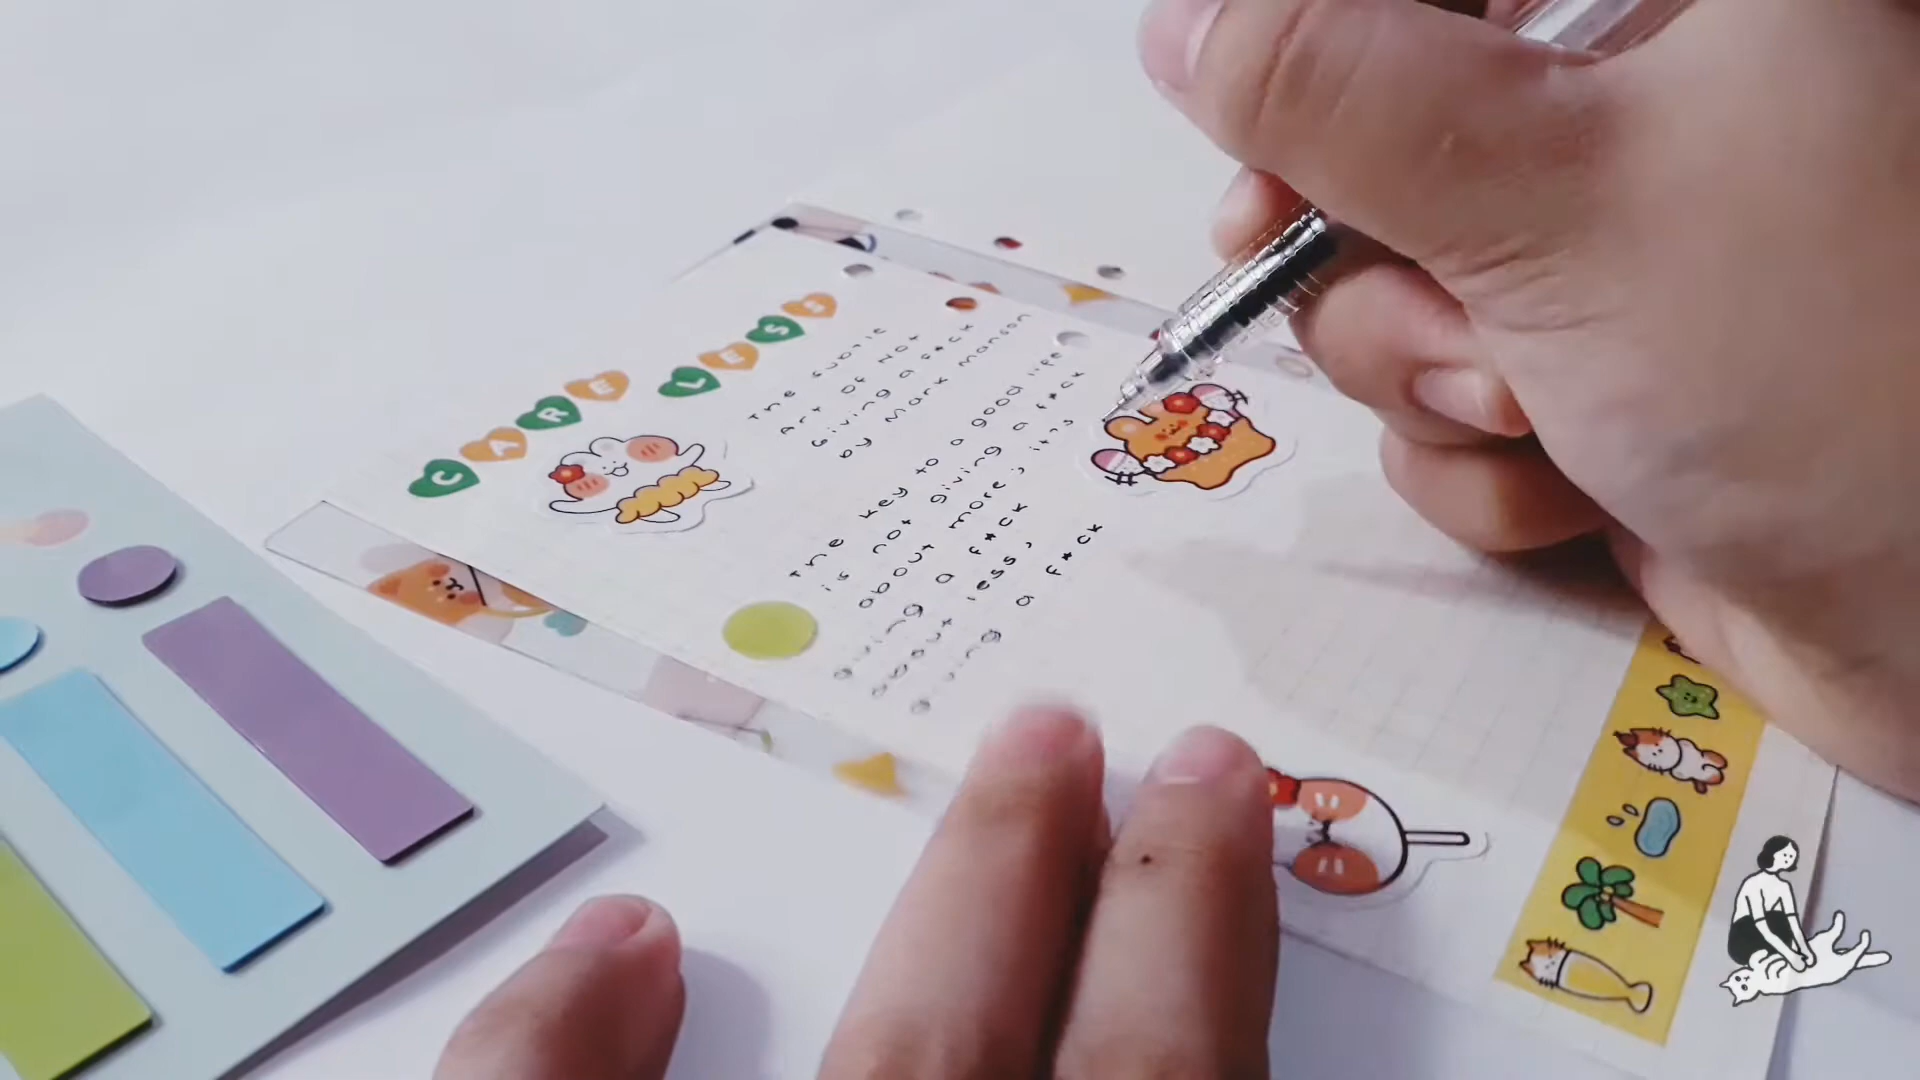 CARE LESS
The subtle
Art of Not
Giving a f*ck
by Mark Manson
The key to a good life
is not giving a f*ck
about more; it's
giving a f*ck
about less,
giving a f*ck